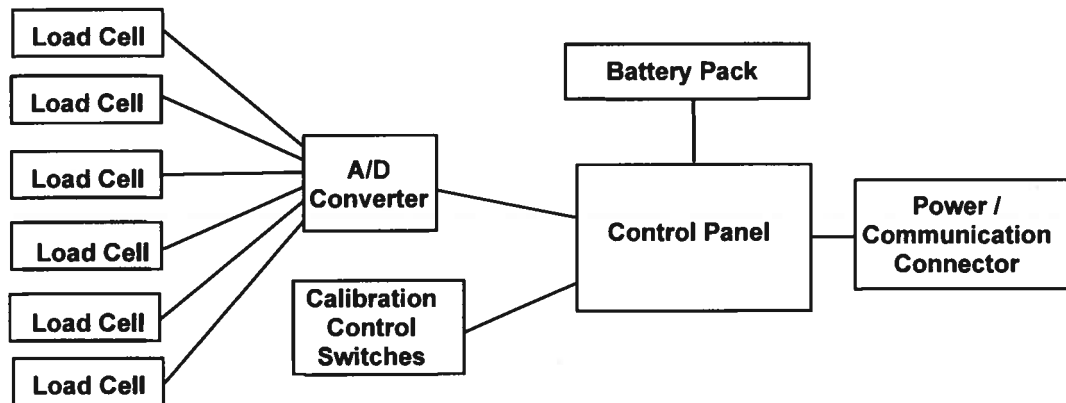 Load Cell
Load Cell
Load Cell
Load Cell
Load Cell
Load Cell
A/D
Converter
Calibration
Control
Switches
Battery Pack
Control Panel
Power /
Communication
Connector